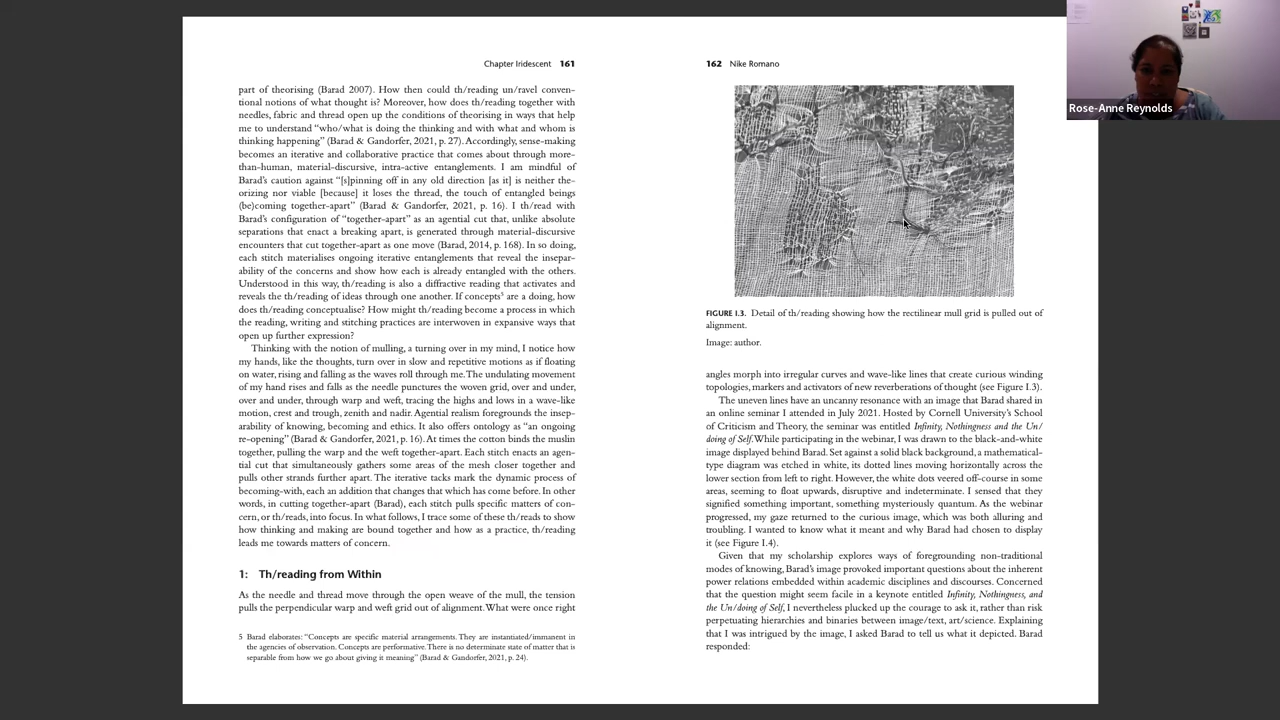 Chapter Iridescent 161
part of theorising (Barad 2007). How then could th/reading un/ravel conven-
tional notions of what thought is? Moreover, how does th/reading together with
needles, fabric and thread open up the conditions of theorising in ways that help
me to understand “who/what is doing the thinking and with what and whom is
thinking happening” (Barad & Gandorfer, 2021, p. 27). Accordingly, sense-making
becomes an iterative and collaborative practice that comes about through more-
than-human, material-discursive, intra-active entanglements. I am mindful of
Barad’s caution against “[s]pinning off in any old direction [as it] is neither the-
orizing nor viable [because] it loses the thread, the touch of entangled beings
(be)coming together-apart” (Barad & Gandorfer, 2021, p. 16). I th/read with
Barad’s configuration of “together-apart” as an agential cut that, unlike absolute
separations that enact a breaking apart, is generated through material-discursive
encounters that cut together-apart as one move (Barad, 2014, p. 168). In so doing,
each stitch materialises ongoing iterative entanglements that reveal the insepar-
ability of the concerns and show how each is already entangled with the others.
Understood in this way, th/reading is also a diffractive reading that activates and
reveals the th/reading of ideas through one another. If concepts5 are a doing, how
does th/reading conceptualise? How might th/reading become a process in which
the reading, writing and stitching practices are interwoven in expansive ways that
open up further expression?
Thinking with the notion of mulling, a turning over in my mind, I notice how
my hands, like the thoughts, turn over in slow and repetitive motions as if floating
on water, rising and falling as the waves roll through me. The undulating movement
of my hand rises and falls as the needle punctures the woven grid, over and under,
over and under, through warp and weft, tracing the highs and lows in a wave-like
motion, crest and trough, zenith and nadir. Agential realism foregrounds the insep-
arability of knowing, becoming and ethics. It also offers ontology as “an ongoing
re-opening” (Barad & Gandorfer, 2021, p. 16). At times the cotton binds the muslin
together, pulling the warp and the weft together-apart. Each stitch enacts an agen-
tial cut that simultaneously gathers some areas of the mesh closer together and
pulls other strands further apart. The iterative tacks mark the dynamic process of
becoming-with, each an addition that changes that which has come before. In other
words, in cutting together-apart (Barad), each stitch pulls specific matters of con-
cern, or th/reads, into focus. In what follows, I trace some of these th/reads to show
how thinking and making are bound together and how as a practice, th/reading
leads me towards matters of concern.
1: Th/reading from Within
As the needle and thread move through the open weave of the mull, the tension
pulls the perpendicular warp and weft grid out of alignment. What were once right
5 Barad elaborates: “Concepts are specific material arrangements. They are instantiated/immanent in
the agencies of observation. Concepts are performative. There is no determinate state of matter that is
separable from how we go about giving it meaning” (Barad & Gandorfer, 2021, p. 24).
162 Nike Romano
FIGURE I.3. Detail of th/reading showing how the rectilinear mull grid is pulled out of
alignment.
Image: author.
angles morph into irregular curves and wave-like lines that create curious winding
topologies, markers and activators of new reverberations of thought (see Figure I.3).
The uneven lines have an uncanny resonance with an image that Barad shared in
an online seminar I attended in July 2021. Hosted by Cornell University’s School
of Criticism and Theory, the seminar was entitled Infinity, Nothingness and the Un/
doing of Self. While participating in the webinar, I was drawn to the black-and-white
image displayed behind Barad. Set against a solid black background, a mathematical-
type diagram was etched in white, its dotted lines moving horizontally across the
lower section from left to right. However, the white dots veered off-course in some
areas, seeming to float upwards, disruptive and indeterminate. I sensed that they
signified something important, something mysteriously quantum. As the webinar
progressed, my gaze returned to the curious image, which was both alluring and
troubling. I wanted to know what it meant and why Barad had chosen to display
it (see Figure I.4).
Given that my scholarship explores ways of foregrounding non-traditional
modes of knowing, Barad’s image provoked important questions about the inherent
power relations embedded within academic disciplines and discourses. Concerned
that the question might seem facile in a keynote entitled Infinity, Nothingness, and
the Un/doing of Self, I nevertheless plucked up the courage to ask it, rather than risk
perpetuating hierarchies and binaries between image/text, art/science. Explaining
that I was intrigued by the image, I asked Barad to tell us what it depicted. Barad
responded:
Rose-Anne Reynolds